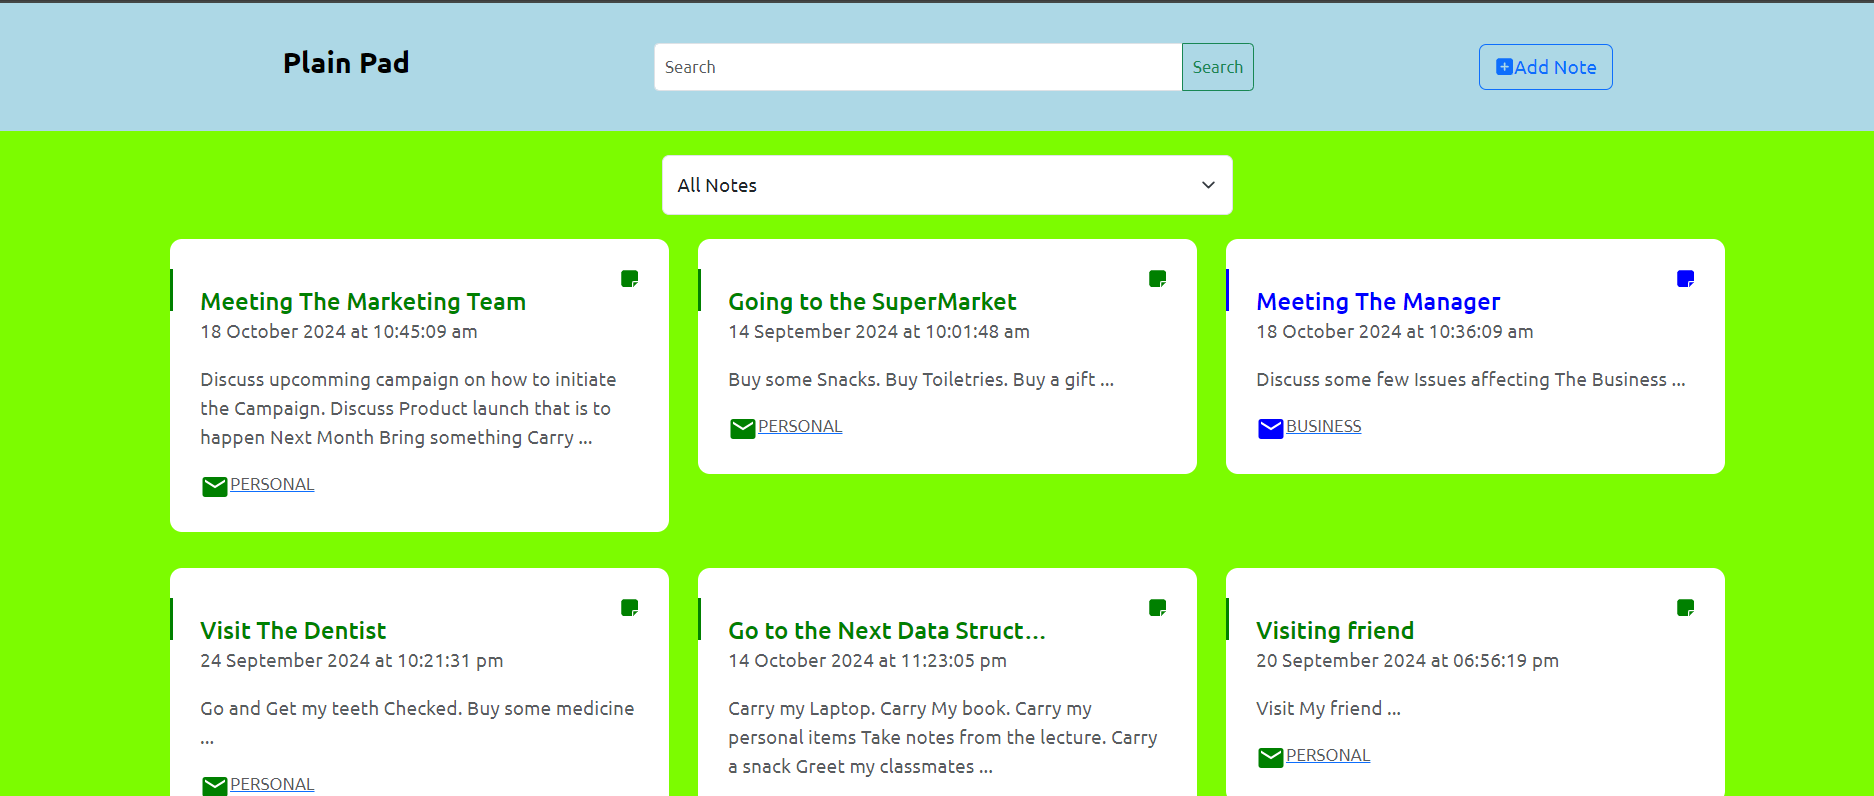 Plain Pad
Search
Search
Add Note
All Notes
Meeting The Marketing Team
18 October 2024 at 10:45:09 am
Discuss upcomming campaign on how to initiate
the Campaign. Discuss Product launch that is to
happen Next Month Bring something Carry ...
PERSONAL
Going to the SuperMarket
14 September 2024 at 10:01:48 am
Buy some Snacks. Buy Toiletries. Buy a gift ...
PERSONAL
Meeting The Manager
18 October 2024 at 10:36:09 am
Discuss some few Issues affecting The Business ...
BUSINESS
Visit The Dentist
24 September 2024 at 10:21:31 pm
Go and Get my teeth Checked. Buy some medicine
...
PERSONAL
Go to the Next Data Struct...
14 October 2024 at 11:23:05 pm
Carry my Laptop. Carry My book. Carry my
personal items Take notes from the lecture. Carry
a snack Greet my classmates ...
Visiting friend
20 September 2024 at 06:56:19 pm
Visit My friend ...
PERSONAL